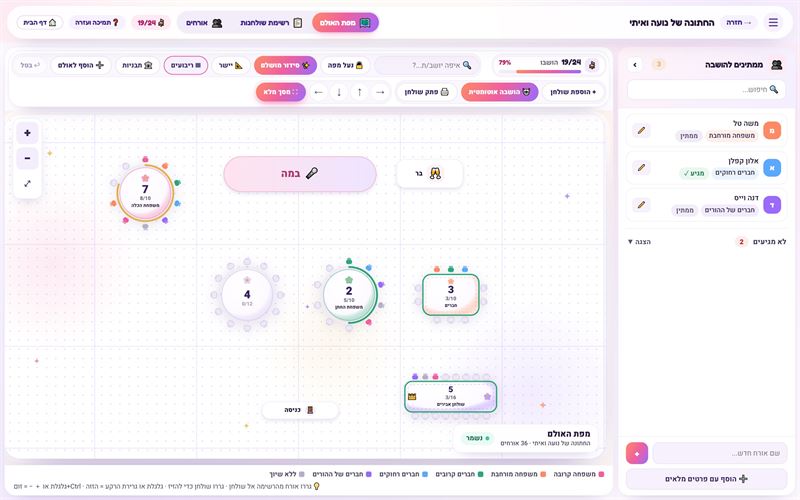 החתונה של נועה ואיתי
→ חזרה
מפת האולם
רשימת שולחנות
אורחים
19/24
? תמיכה ועזרה
דף הבית
ממתינים להושבה
3
חיפוש...
משה טל
משפחה מורחבת
ממתין
אלון קפלן
חברים רחוקים
מגיע ✓
דנה וייס
חברים של ההורים
ממתין
לא מגיעים
2
הצגה ▼
שם אורח חדש...
+
הוסף עם פרטים מלאים
19/24 הושבו
79%
איפה יושב/ת...?
נעל מפה
סידור מושלם
יישר
ריבועים
תבניות
הוסף לאולם
בטל
+ הוספת שולחן
הושבה אוטומטית
פתק שולחן
→
↓
↑
←
מסך מלא
+
−
במה
בר
7
8/10
משפחת הכלה
4
0/12
2
5/10
משפחת החתן
3
3/10
חברים
5
3/16
שולחן אבירים
כניסה
מפת האולם
החתונה של נועה ואיתי · 36 אורחים
נשמר
משפחה קרובה
משפחה מורחבת
חברים קרובים
חברים רחוקים
חברים של ההורים
ללא שיוך
גררו אורח מהרשימה אל שולחן · גררו שולחן כדי להזיז · גלגלת או גרירת הרקע = הזזה · Ctrl+גלגלת או + − = זום